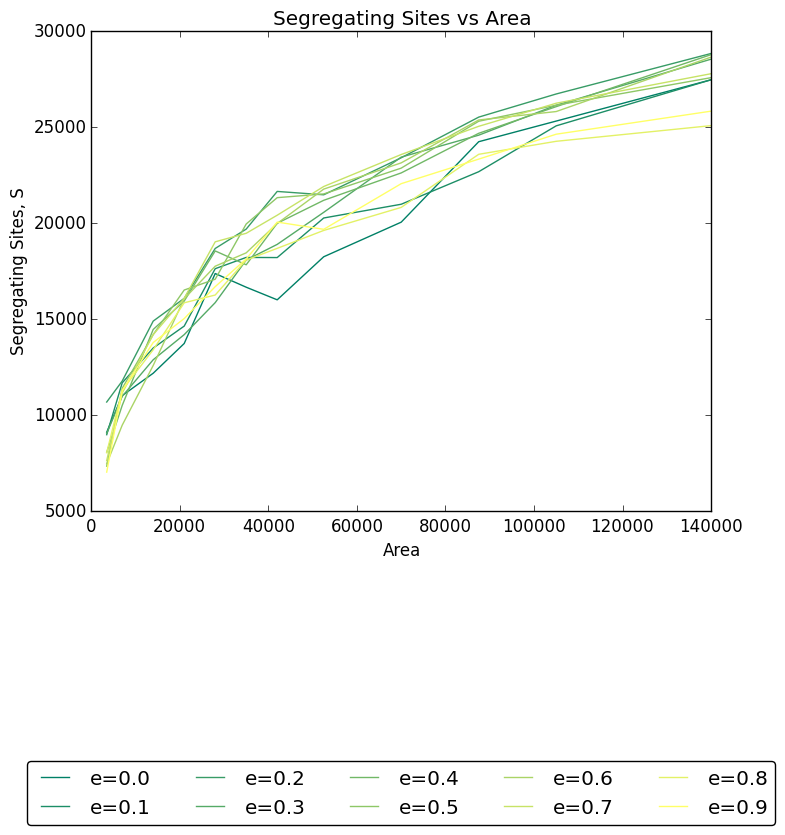 Segregating Sites vs Area
30000
25000
20000
15000
10000
5000
Segregating Sites, S
0 20000 40000 60000 80000 100000 120000 140000
Area
e=0.0 e=0.2 e=0.4 e=0.6 e=0.8
e=0.1 e=0.3 e=0.5 e=0.7 e=0.9